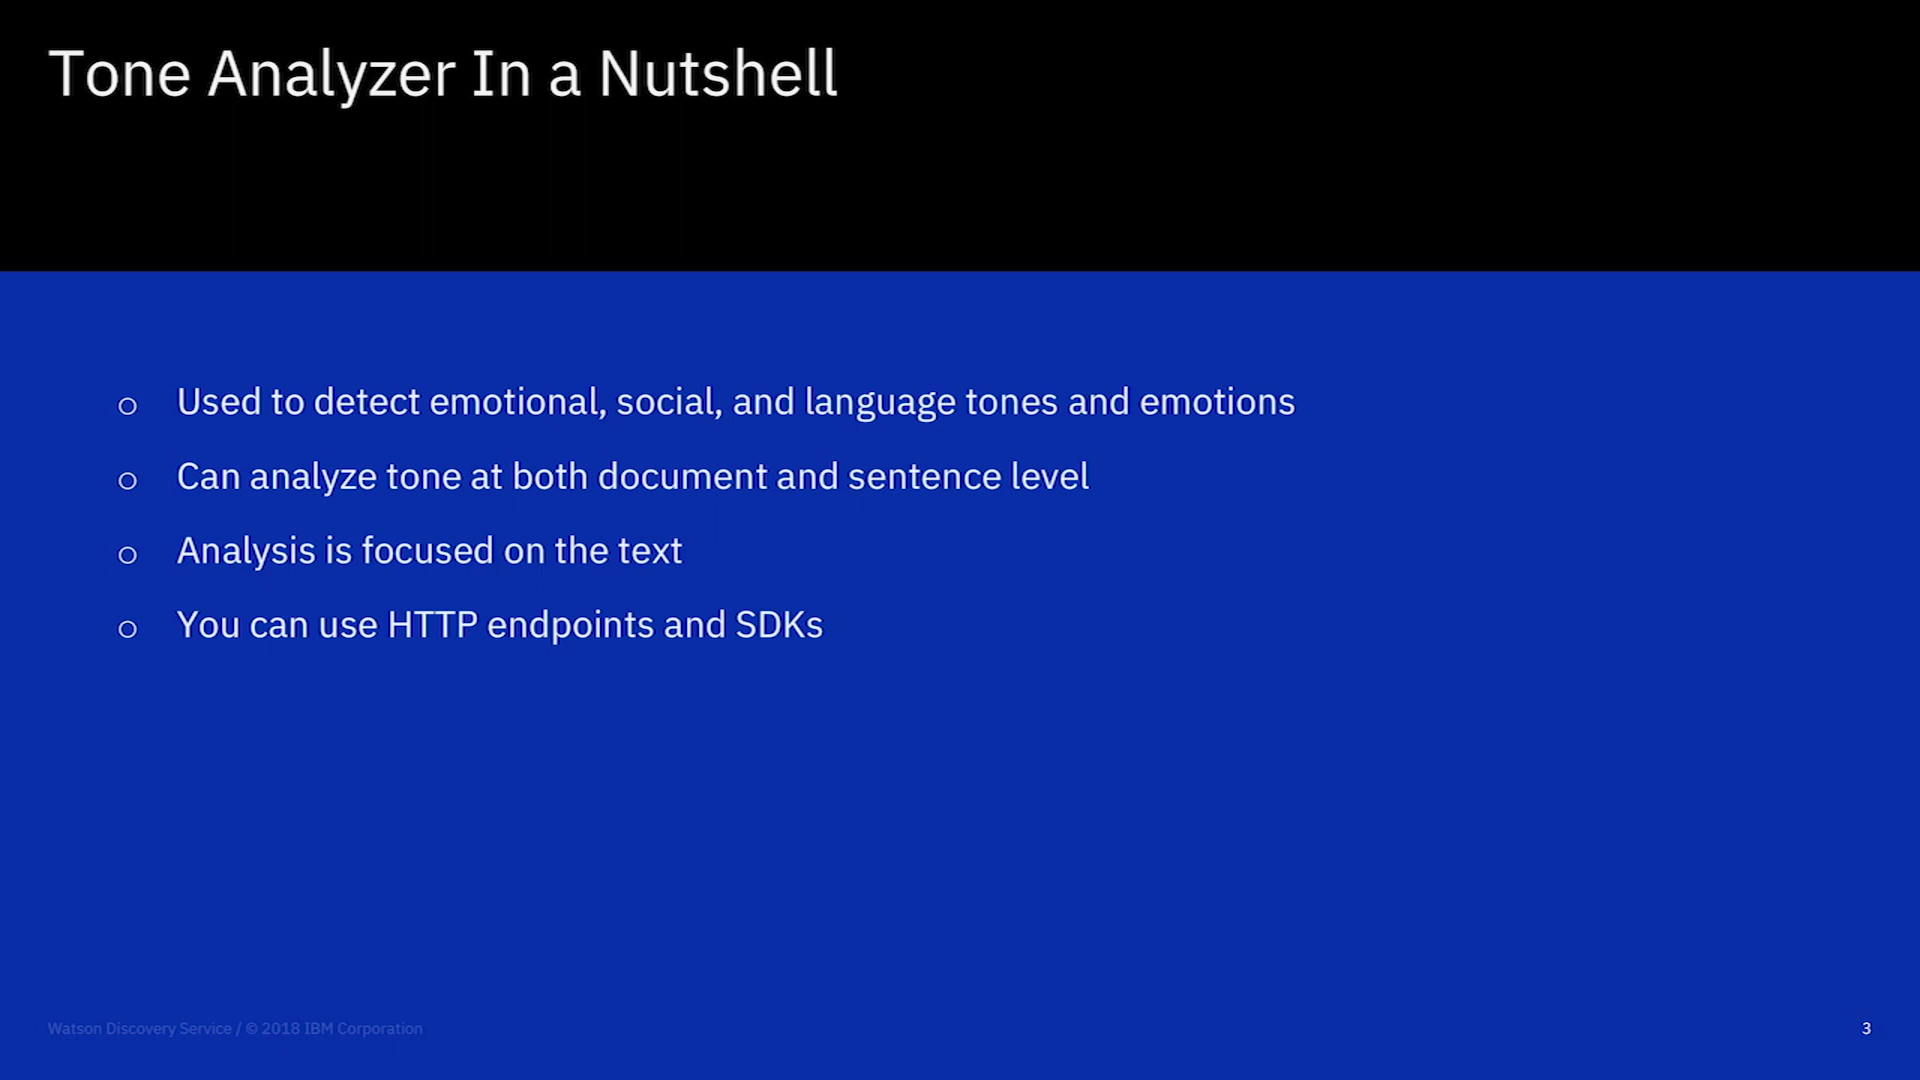 Tone Analyzer In a Nutshell
o Used to detect emotional, social, and language tones and emotions
o Can analyze tone at both document and sentence level
o Analysis is focused on the text
o You can use HTTP endpoints and SDKs
Watson Discovery Service / © 2018 IBM Corporation
3